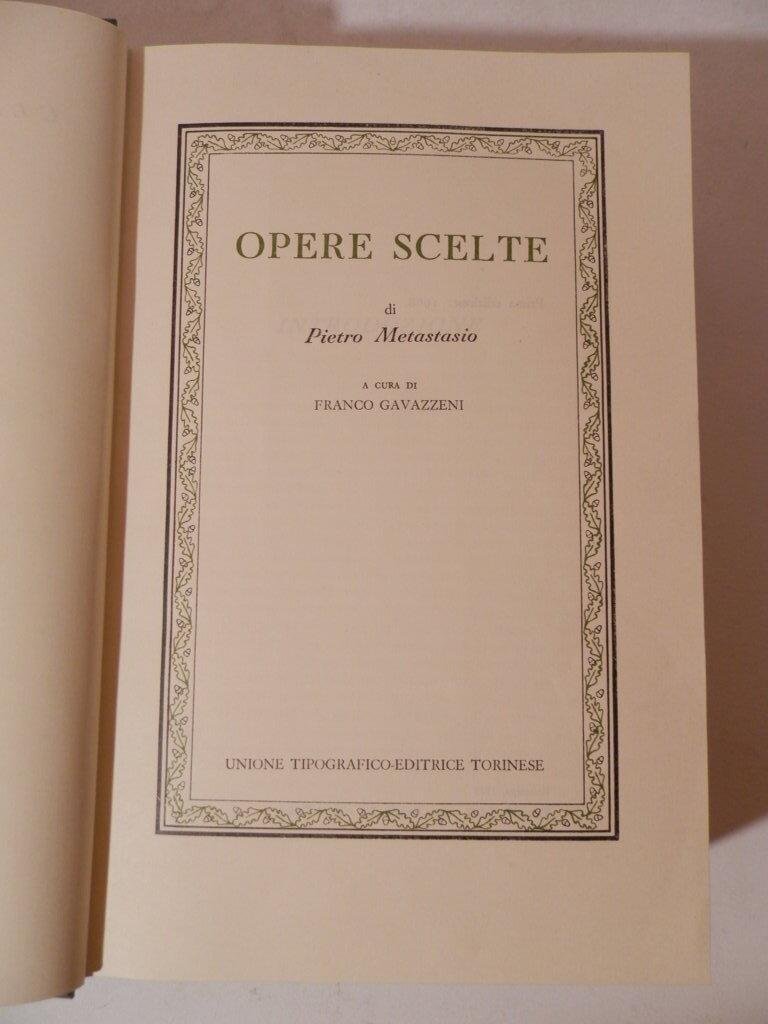 OPERE SCELTE
di
Pietro Metastasio
A CURA DI
FRANCO GAVAZZENI
UNIONE TIPOGRAFICO-EDITRICE TORINESE